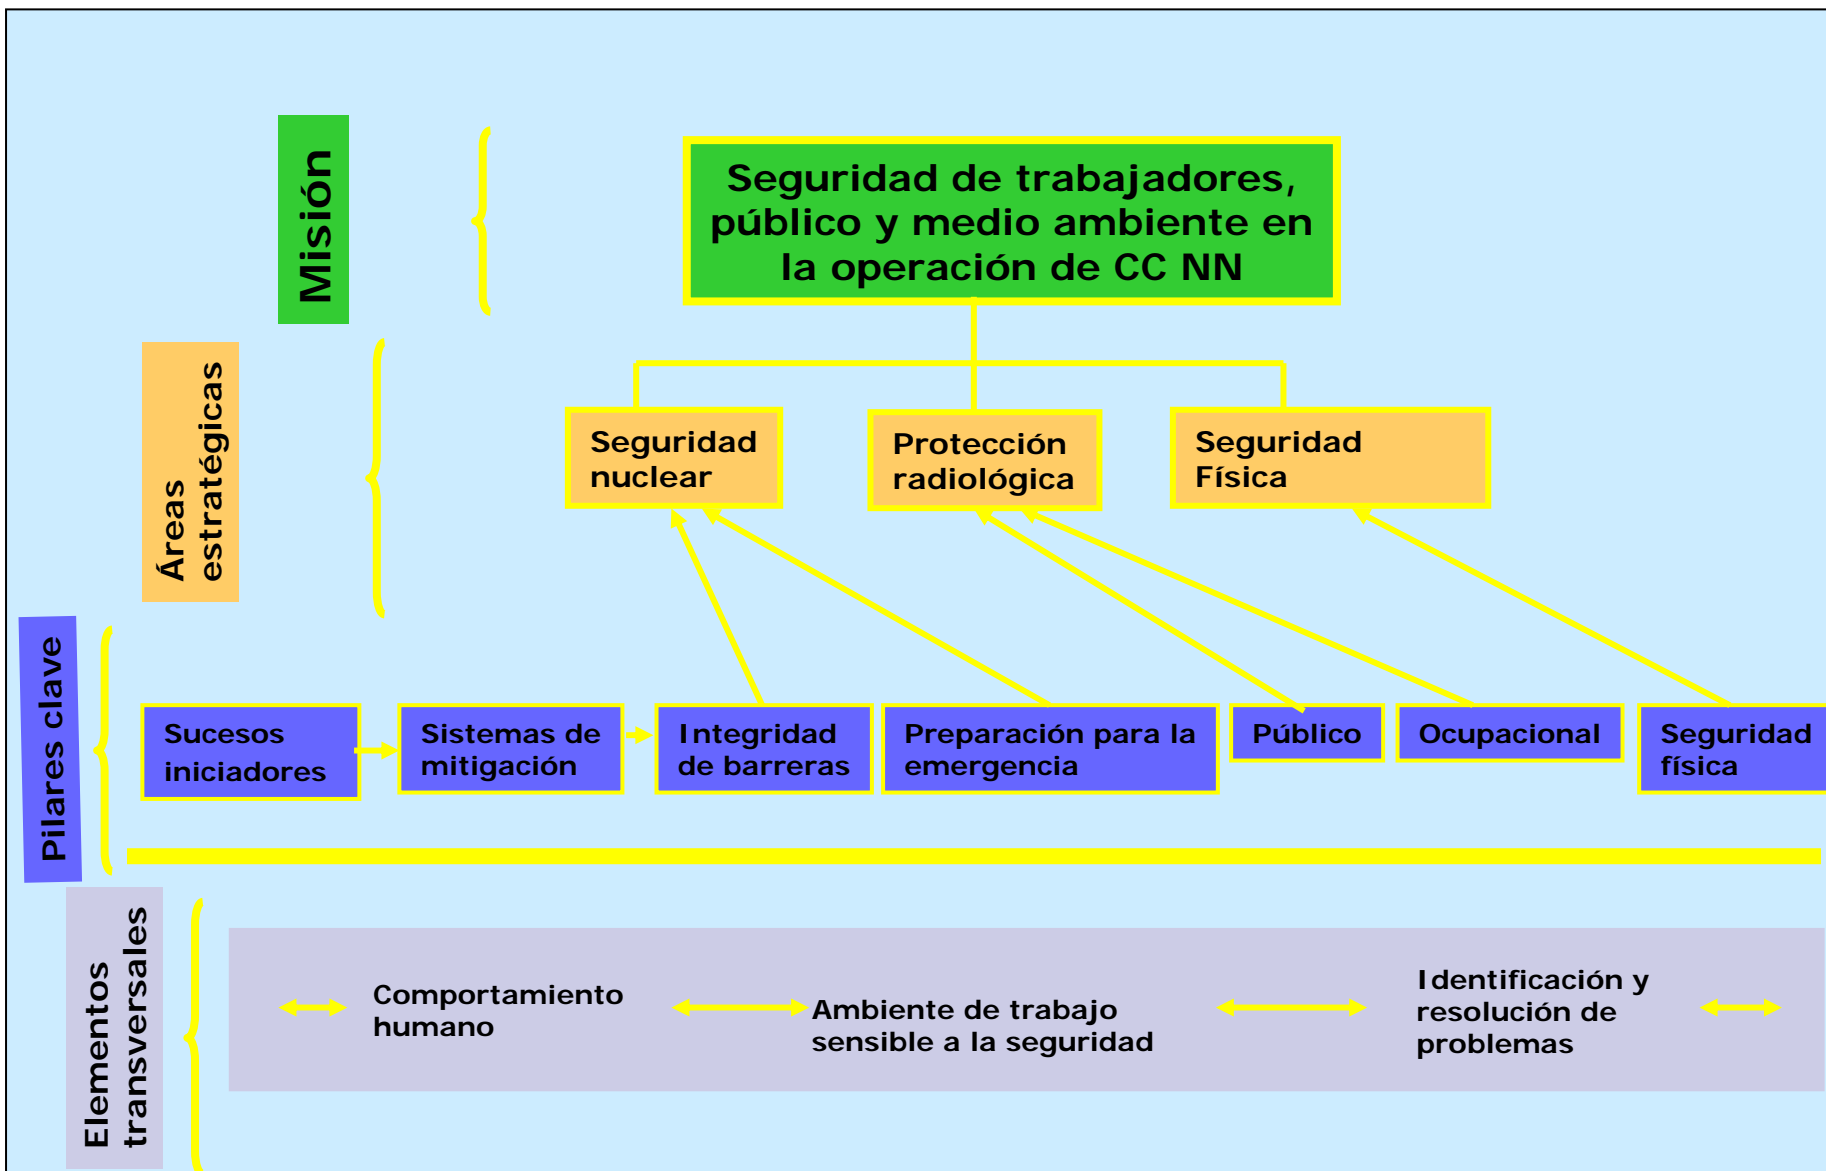 Misión
Seguridad de trabajadores,
público y medio ambiente en
la operación de CC NN
Áreas
estratégicas
Seguridad
nuclear
Protección
radiológica
Seguridad
Física
Pilares clave
Sucesos
iniciadores
Sistemas de
mitigación
Integridad
de barreras
Preparación para la
emergencia
Público
Ocupacional
Seguridad
física
Elementos
transversales
Comportamiento
humano
Ambiente de trabajo
sensible a la seguridad
Identificación y
resolución de
problemas